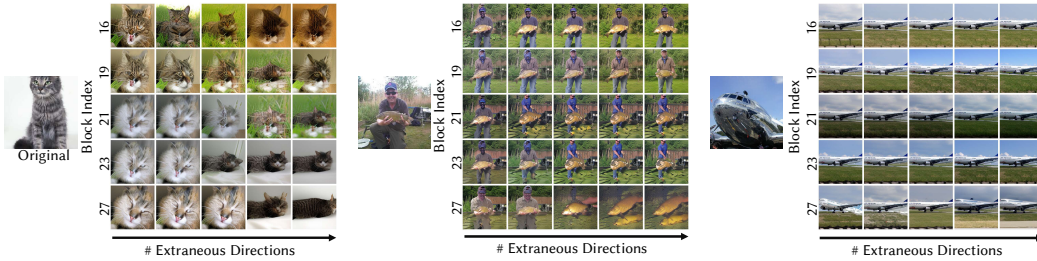 Original
Block Index
16
19
21
23
27
# Extraneous Directions
Block Index
16
19
21
23
27
# Extraneous Directions
Block Index
16
19
21
23
27
# Extraneous Directions